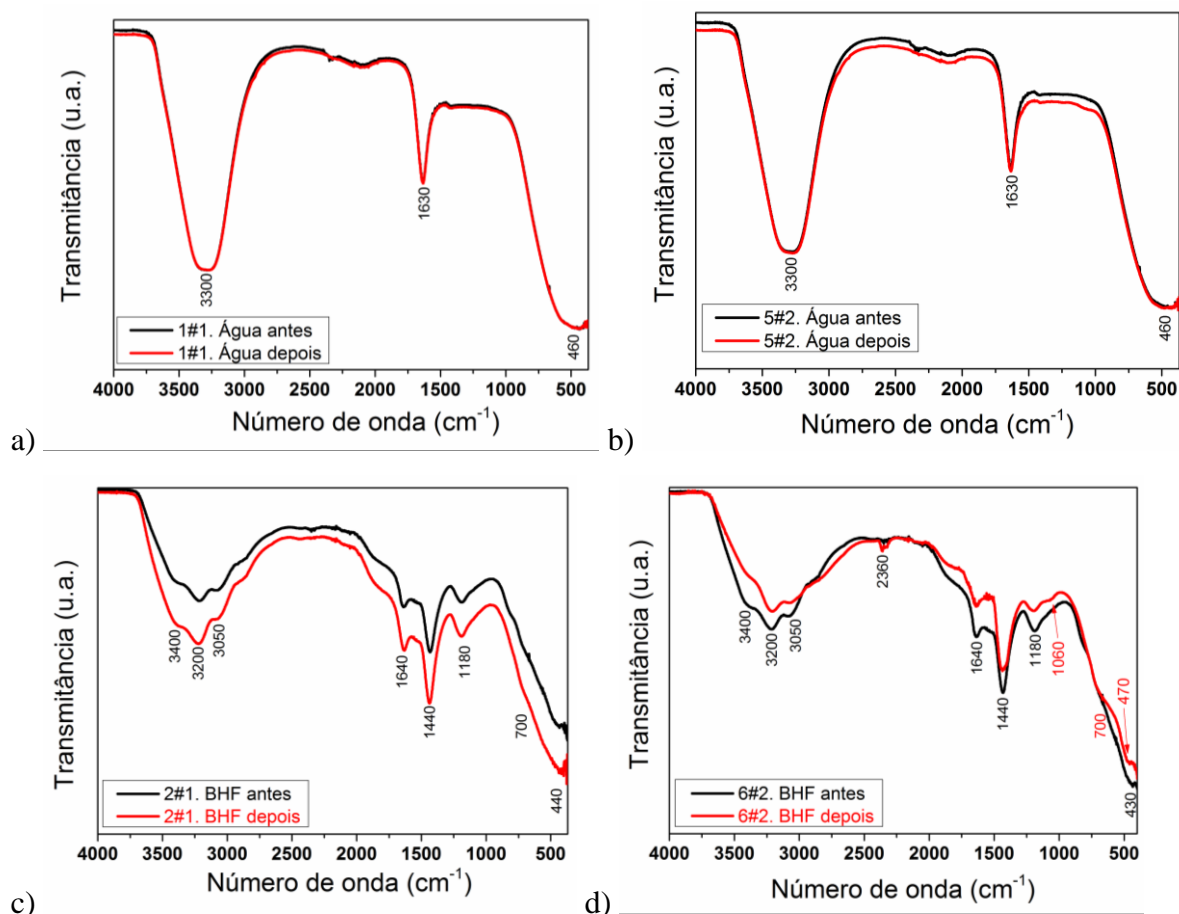 Transmitância (u.a.)
3300
1630
460
1#1. Água antes
1#1. Água depois
4000 3500 3000 2500 2000 1500 1000 500
Número de onda (cm⁻¹)
a)
Transmitância (u.a.)
3300
1630
460
5#2. Água antes
5#2. Água depois
4000 3500 3000 2500 2000 1500 1000 500
Número de onda (cm⁻¹)
b)
Transmitância (u.a.)
3400
3200
3050
1640
1440
1180
700
440
2#1. BHF antes
2#1. BHF depois
4000 3500 3000 2500 2000 1500 1000 500
Número de onda (cm⁻¹)
c)
Transmitância (u.a.)
3400
3200
3050
2360
1640
1440
1180
1060
700
470
430
6#2. BHF antes
6#2. BHF depois
4000 3500 3000 2500 2000 1500 1000 500
Número de onda (cm⁻¹)
d)